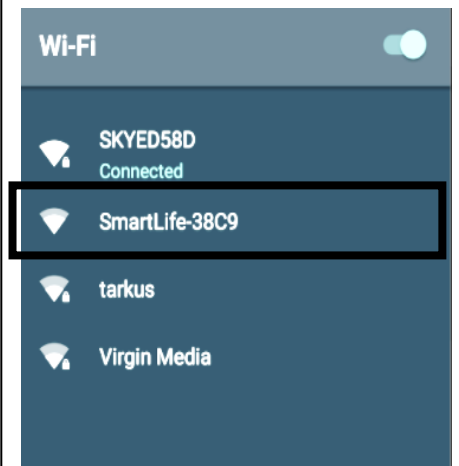 Wi-Fi
SKYED58D
Connected
SmartLife-38C9
tarkus
Virgin Media